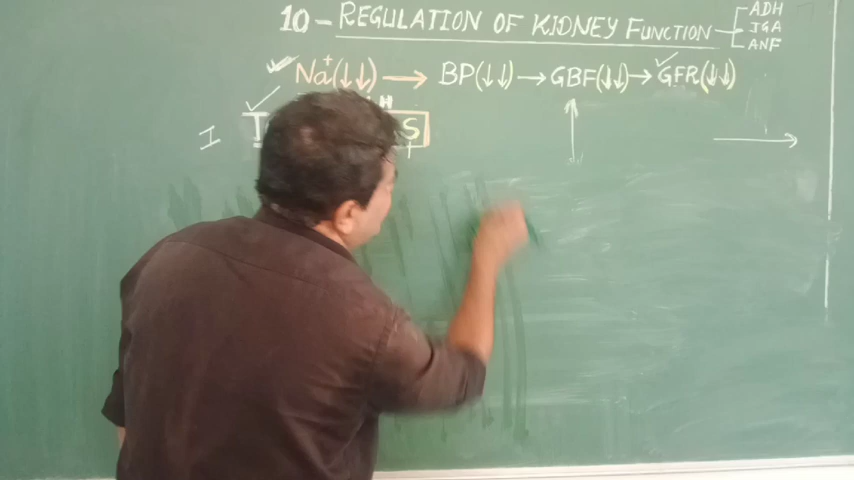 10 - REGULATION OF KIDNEY FUNCTION
ADH
JGA
ANF
Na+(↓↓) → BP(↓↓) → GBF(↓↓) → GFR(↓↓)
I
H
S